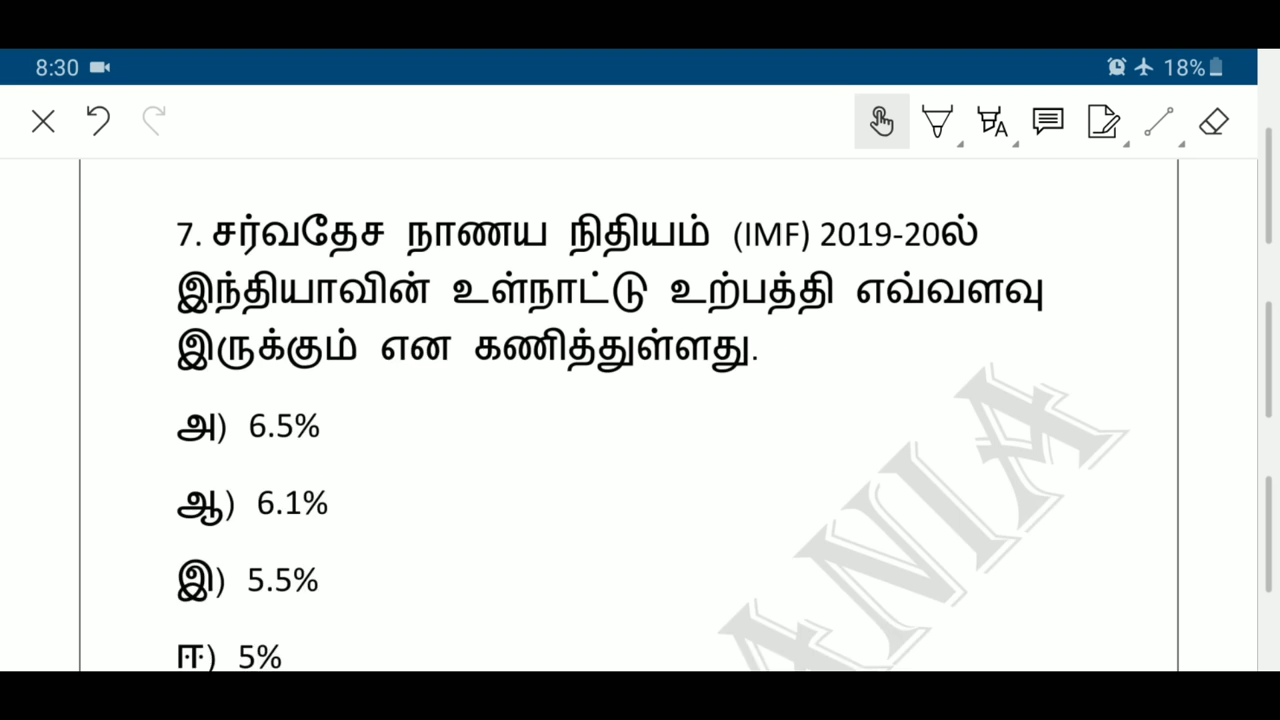 8:30
18%
7. சர்வதேச நாணய நிதியம் (IMF) 2019-20ல்
இந்தியாவின் உள்நாட்டு உற்பத்தி எவ்வளவு
இருக்கும் என கணித்துள்ளது.
அ) 6.5%
ஆ) 6.1%
இ) 5.5%
ஈ) 5%
ANIA